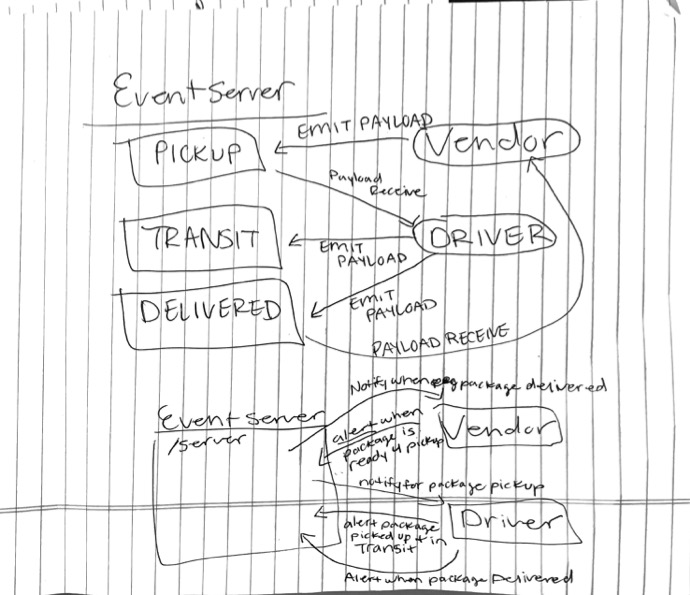 Event Server
EMIT PAYLOAD
Vendor
PICKUP
Payload
Receive
TRANSIT
DRIVER
EMIT
PAYLOAD
DELIVERED
EMIT
PAYLOAD
PAYLOAD RECEIVE
Notify when package delivered
Event server
/server
alert when
package is
ready 4 pickup
Vendor
notify for package pickup
Driver
alert package
picked up + in
Transit
Alert when package Delivered